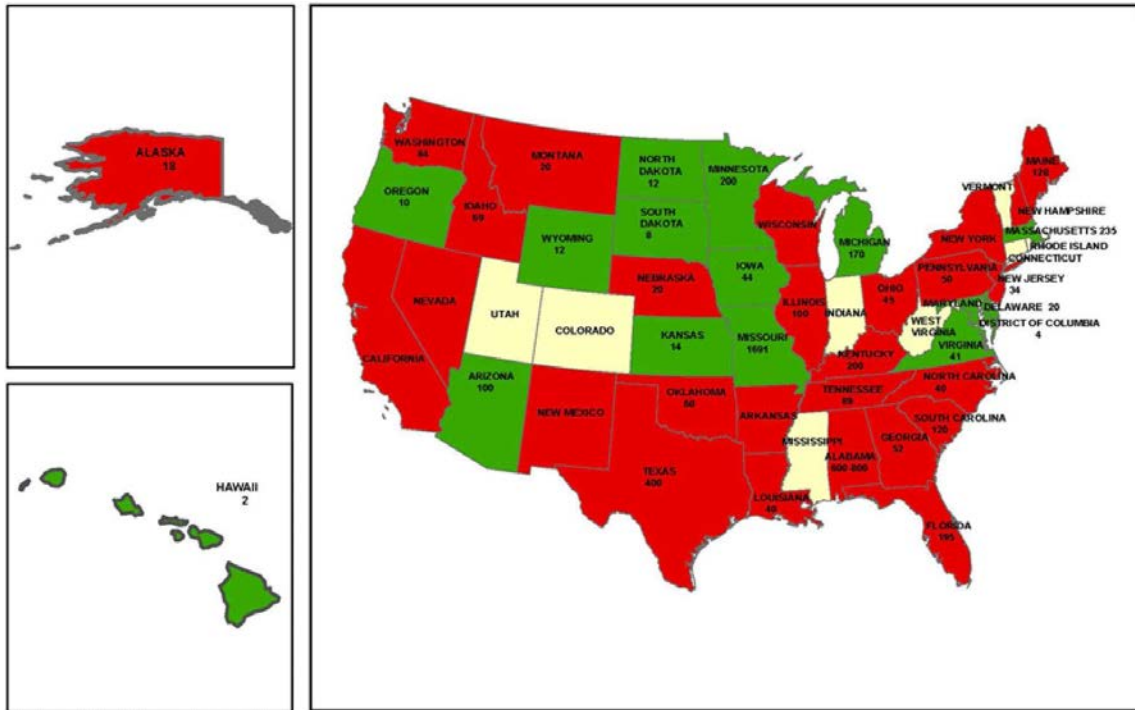 ALASKA
18
HAWAII
2
WASHINGTON
84
MONTANA
20
NORTH
DAKOTA
12
MINNESOTA
200
MAINE
VERMONT
OREGON
10
IDAHO
SOUTH
DAKOTA
8
WISCONSIN
NEW HAMPSHIRE
WYOMING
12
MICHIGAN
170
NEW YORK
MASSACHUSETTS 235
RHODE ISLAND
CONNECTICUT
IOWA
44
PENNSYLVANIA
50
NEBRASKA
20
NEW JERSEY
34
NEVADA
UTAH
COLORADO
ILLINOIS
100
INDIANA
OHIO
MARYLAND
DELAWARE 20
DISTRICT OF COLUMBIA
4
WEST
VIRGINIA
VIRGINIA
41
KANSAS
14
MISSOURI
1691
KENTUCKY
200
CALIFORNIA
ARIZONA
100
NEW MEXICO
OKLAHOMA
ARKANSAS
TENNESSEE
NORTH CAROLINA
40
SOUTH CAROLINA
120
MISSISSIPPI
ALABAMA
GEORGIA
52
TEXAS
400
LOUISIANA
40
FLORIDA
195